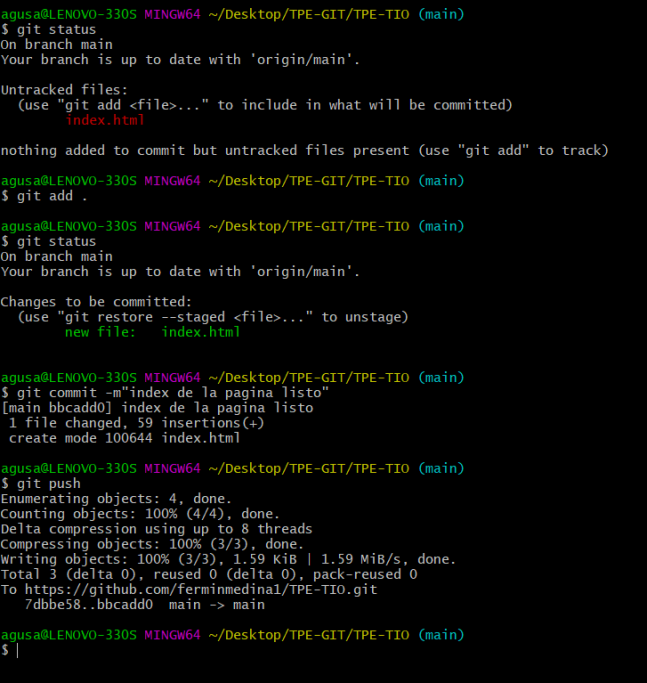 agusa@LENOVO-330S MINGW64 ~/Desktop/TPE-GIT/TPE-TIO (main)
$ git status
On branch main
Your branch is up to date with 'origin/main'.
Untracked files:
(use "git add <file>..." to include in what will be committed)
index.html
nothing added to commit but untracked files present (use "git add" to track)
agusa@LENOVO-330S MINGW64 ~/Desktop/TPE-GIT/TPE-TIO (main)
$ git add .
agusa@LENOVO-330S MINGW64 ~/Desktop/TPE-GIT/TPE-TIO (main)
$ git status
On branch main
Your branch is up to date with 'origin/main'.
Changes to be committed:
(use "git restore --staged <file>..." to unstage)
new file:   index.html
agusa@LENOVO-330S MINGW64 ~/Desktop/TPE-GIT/TPE-TIO (main)
$ git commit -m"index de la pagina listo"
[main bbcadd0] index de la pagina listo
1 file changed, 59 insertions(+)
create mode 100644 index.html
agusa@LENOVO-330S MINGW64 ~/Desktop/TPE-GIT/TPE-TIO (main)
$ git push
Enumerating objects: 4, done.
Counting objects: 100% (4/4), done.
Delta compression using up to 8 threads
Compressing objects: 100% (3/3), done.
Writing objects: 100% (3/3), 1.59 KiB | 1.59 MiB/s, done.
Total 3 (delta 0), reused 0 (delta 0), pack-reused 0
To https://github.com/ferminmedina1/TPE-TIO.git
7dbbe58..bbcadd0  main -> main
agusa@LENOVO-330S MINGW64 ~/Desktop/TPE-GIT/TPE-TIO (main)
$